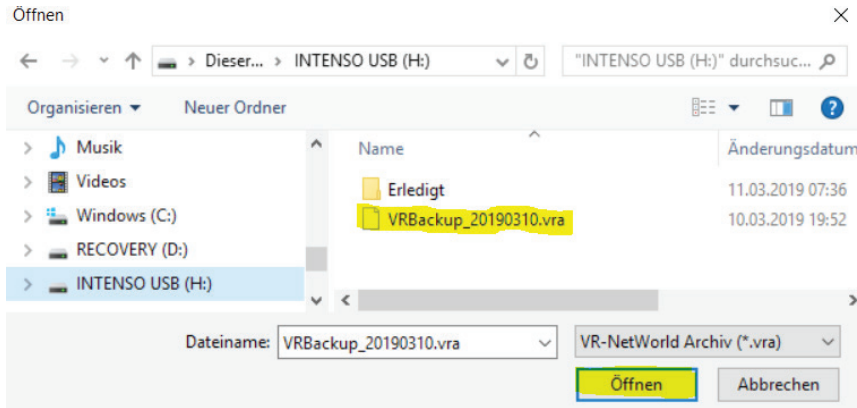 Öffnen
Dieser... > INTENSO USB (H:)
"INTENSO USB (H:)" durchsuc...
Organisieren
Neuer Ordner
Musik
Videos
Windows (C:)
RECOVERY (D:)
INTENSO USB (H:)
Name
Änderungsdatum
Erledigt
11.03.2019 07:36
VRBackup_20190310.vra
10.03.2019 19:52
Dateiname:
VRBackup_20190310.vra
VR-NetWorld Archiv (*.vra)
Öffnen
Abbrechen